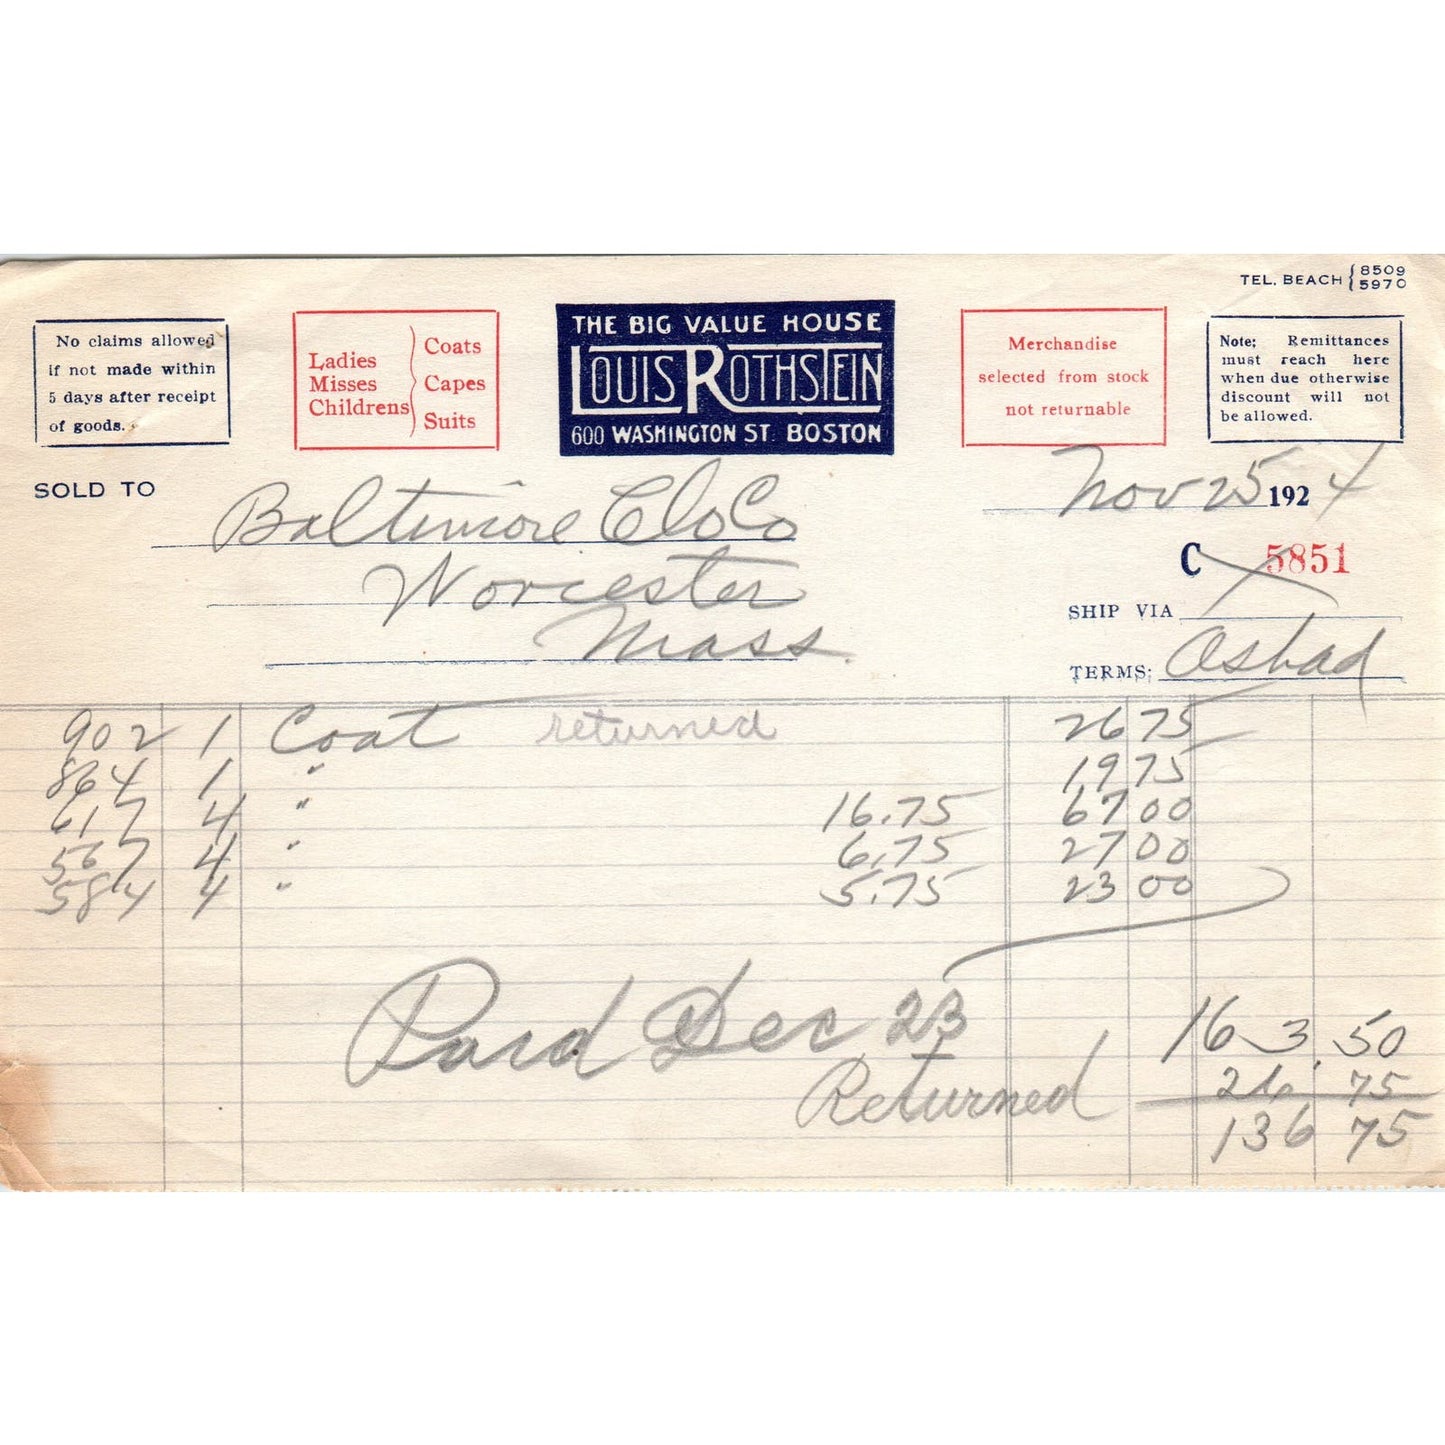 TEL. BEACH { 8509
5970
No claims allowed
if not made within
5 days after receipt
of goods.
Ladies
Misses
Childrens
Coats
Capes
Suits
THE BIG VALUE HOUSE
LOUIS ROTHSTEIN
600 WASHINGTON ST. BOSTON
Merchandise
selected from stock
not returnable
Note; Remittances
must reach here
when due otherwise
discount will not
be allowed.
SOLD TO Baltimore Clo Co
Worcester
Mass.
Nov 25 1924
C 5851
SHIP VIA
TERMS:
902 1 Coat returned 26 75
864 1 " 19 75
617 4 " 16.75 67 00
567 4 " 6.75 27 00
584 4 " 5.75 23 00
Paid Dec 23
163.50
Returned 26 75
136 75